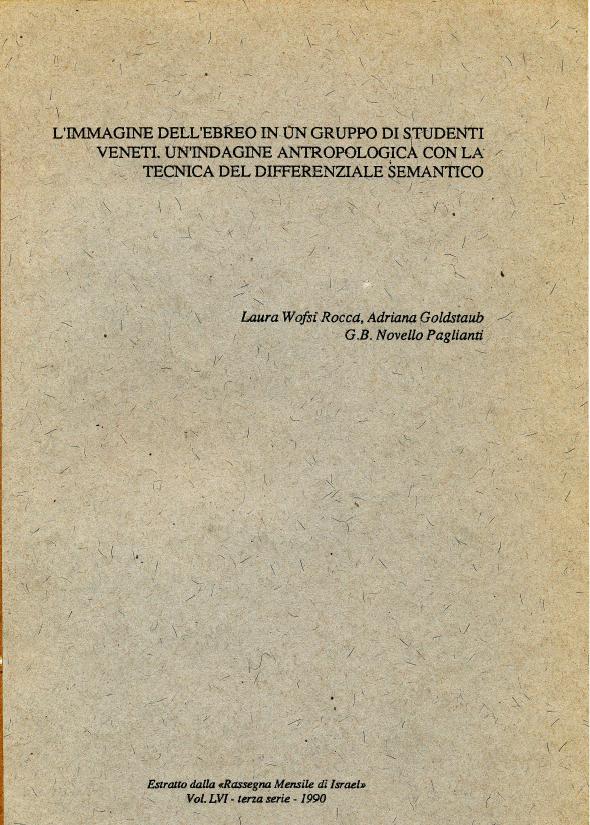 L'IMMAGINE DELL'EBREO IN UN GRUPPO DI STUDENTI
VENETI. UN'INDAGINE ANTROPOLOGICA CON LA
TECNICA DEL DIFFERENZIALE SEMANTICO
Laura Wofsi Rocca, Adriana Goldstaub
G.B. Novello Paglianti
Estratto dalla «Rassegna Mensile di Israel»
Vol. LVI - terza serie - 1990